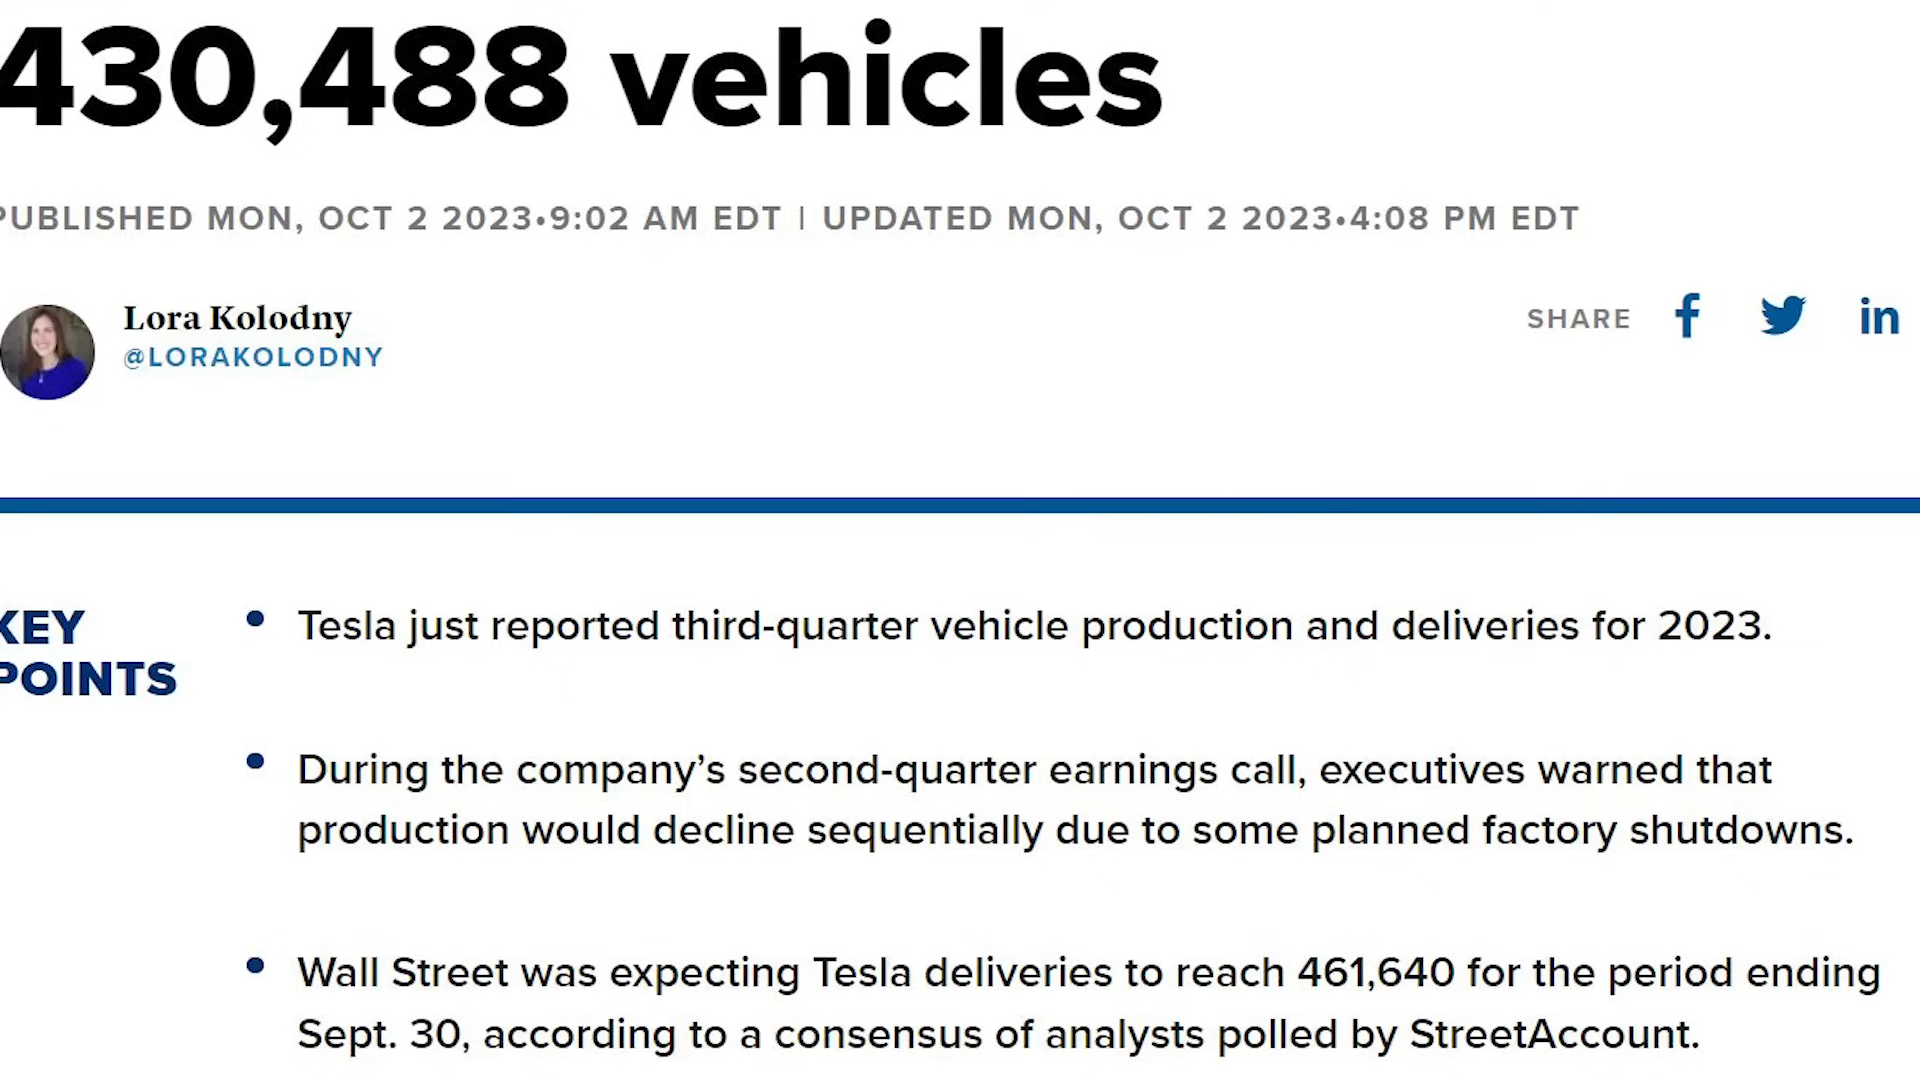 430,488 vehicles
PUBLISHED MON, OCT 2 2023•9:02 AM EDT | UPDATED MON, OCT 2 2023•4:08 PM EDT
Lora Kolodny
@LORAKOLODNY
SHARE f in
KEY
POINTS
• Tesla just reported third-quarter vehicle production and deliveries for 2023.
• During the company’s second-quarter earnings call, executives warned that
production would decline sequentially due to some planned factory shutdowns.
• Wall Street was expecting Tesla deliveries to reach 461,640 for the period ending
Sept. 30, according to a consensus of analysts polled by StreetAccount.